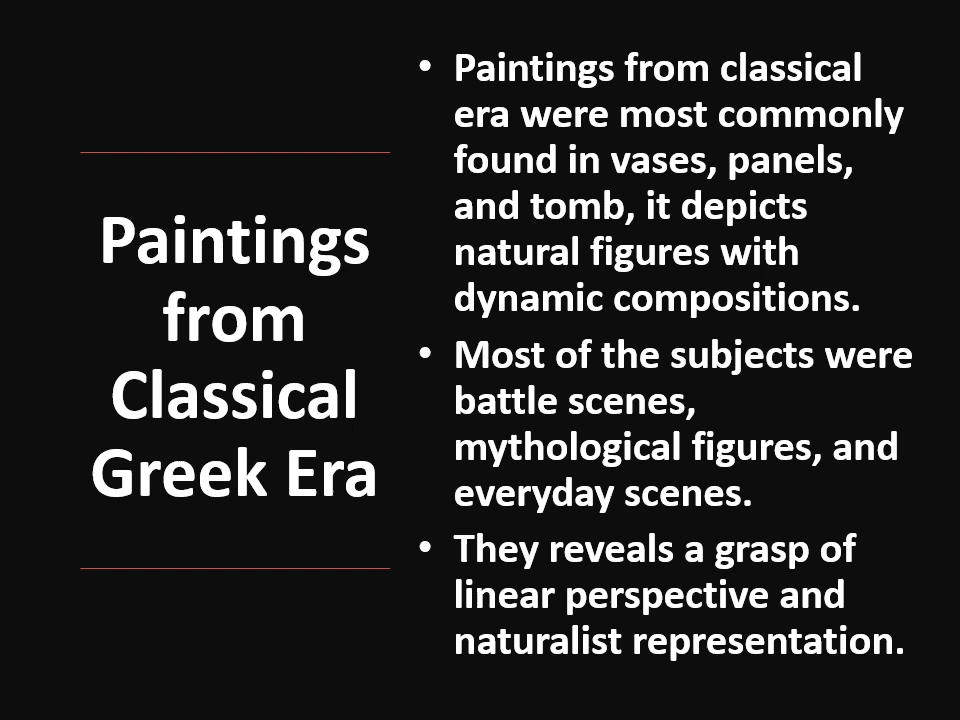 Paintings
from
Classical
Greek Era
• Paintings from classical
era were most commonly
found in vases, panels,
and tomb, it depicts
natural figures with
dynamic compositions.
• Most of the subjects were
battle scenes,
mythological figures, and
everyday scenes.
• They reveals a grasp of
linear perspective and
naturalist representation.